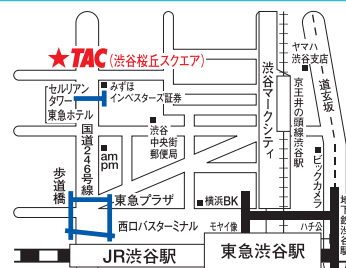 ★TAC(渋谷桜丘スクエア)
セルリアン
タワー
東急ホテル
みずほ
インベスターズ証券
国道246号線
am
pm
渋谷
中央街
郵便局
渋谷マークシティ
ヤマハ
渋谷支店
京王井の頭線渋谷駅
道玄坂
ビックカメラ
歩道橋
東急プラザ
西口バスターミナル
横浜BK
モヤイ像
ハチ公
地下鉄渋谷駅
JR渋谷駅
東急渋谷駅